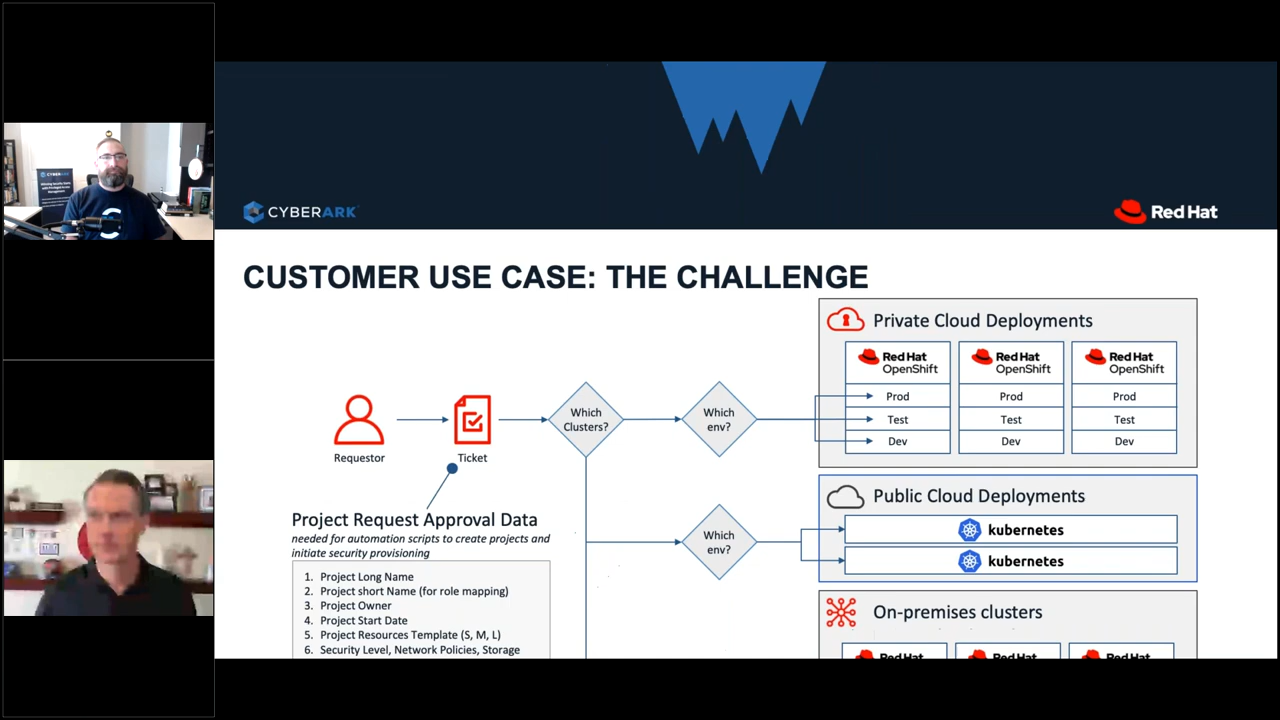 CYBERARK
CYBERARK
Red Hat
CUSTOMER USE CASE: THE CHALLENGE
Requestor
Ticket
Which
Clusters?
Which
env?
Private Cloud Deployments
Red Hat
OpenShift
Prod
Test
Dev
Red Hat
OpenShift
Prod
Test
Dev
Red Hat
OpenShift
Prod
Test
Dev
Project Request Approval Data
needed for automation scripts to create projects and
initiate security provisioning
1. Project Long Name
2. Project short Name (for role mapping)
3. Project Owner
4. Project Start Date
5. Project Resources Template (S, M, L)
6. Security Level, Network Policies, Storage
Which
env?
Public Cloud Deployments
kubernetes
kubernetes
On-premises clusters
Red Hat
Red Hat
Red Hat